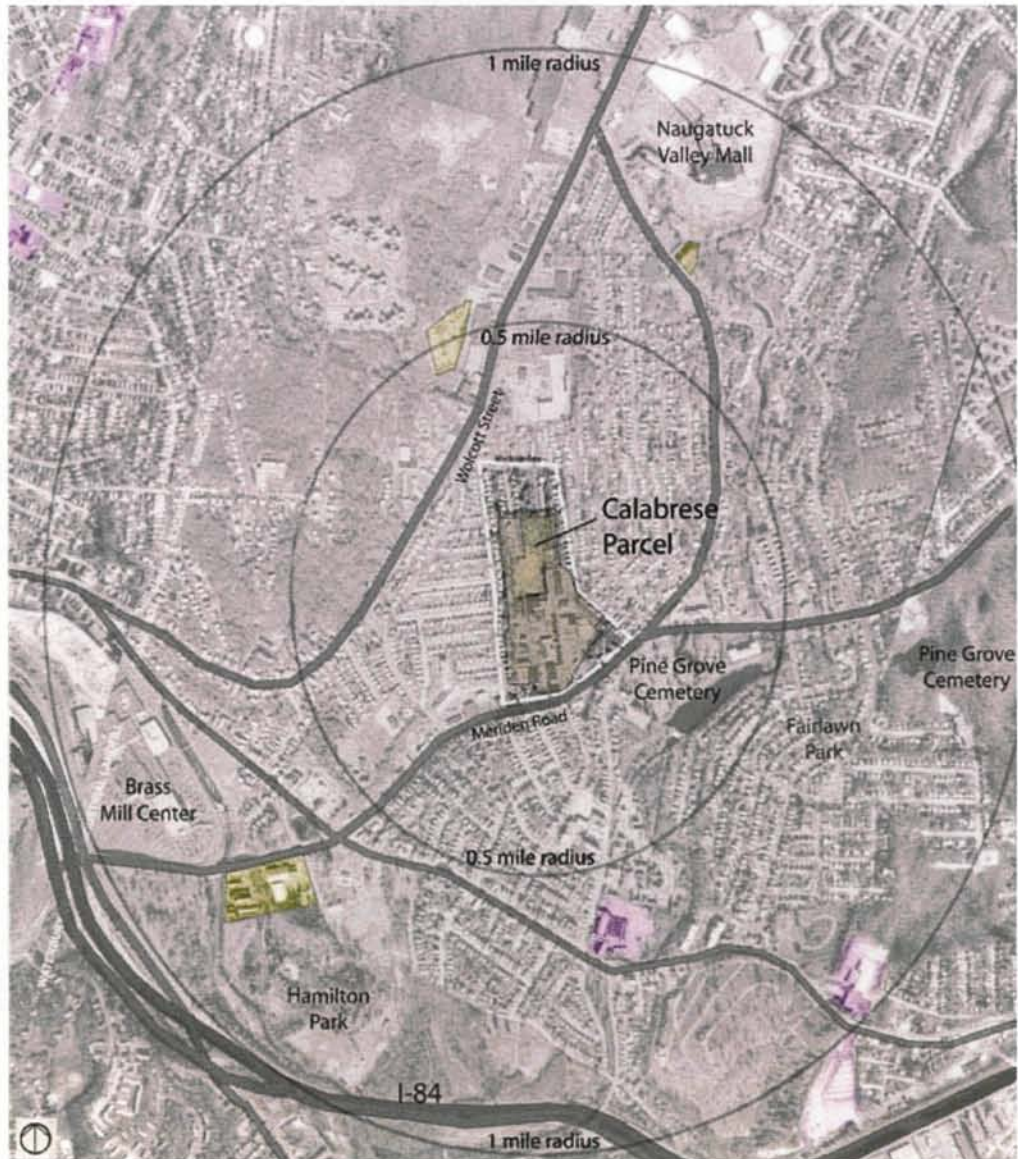 1 mile radius
Naugatuck
Valley Mall
0.5 mile radius
Wolcott Street
Calabrese
Parcel
Pine Grove
Cemetery
Pine Grove
Cemetery
Meriden Road
Fairlawn
Park
Brass
Mill Center
0.5 mile radius
Hamilton
Park
I-84
1 mile radius